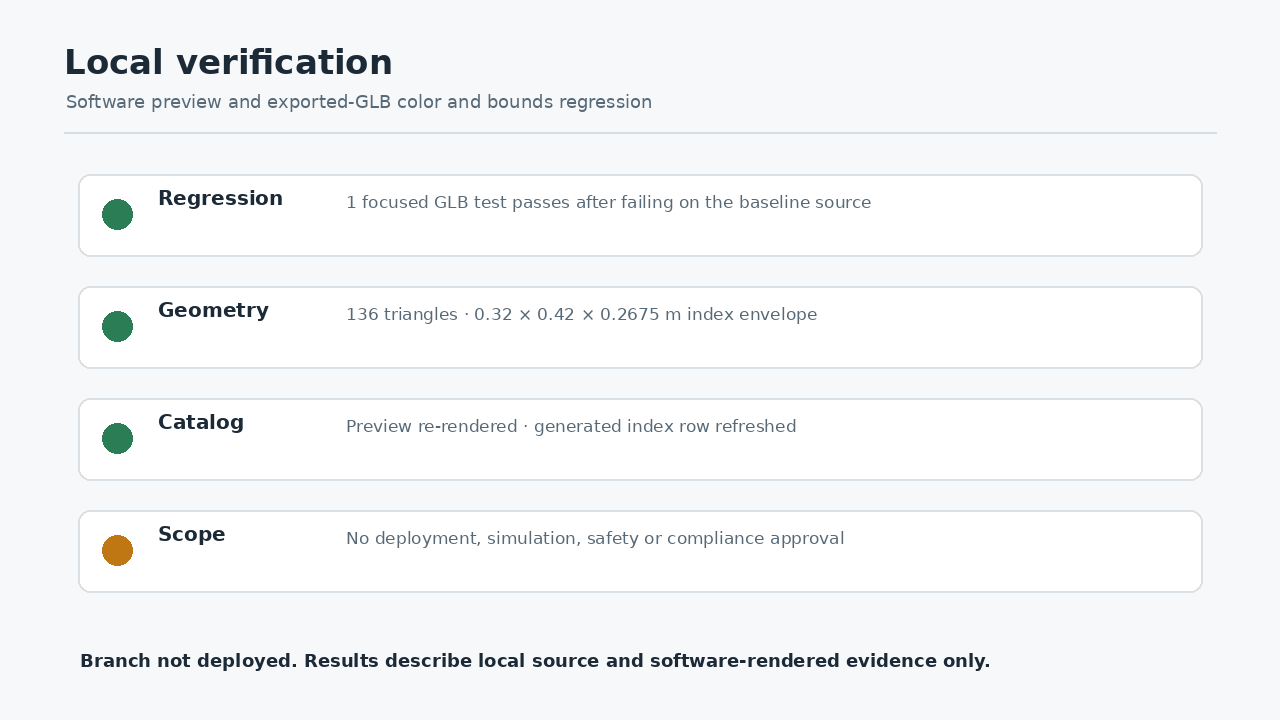 Local verification
Software preview and exported-GLB color and bounds regression
Regression
1 focused GLB test passes after failing on the baseline source
Geometry
136 triangles · 0.32 × 0.42 × 0.2675 m index envelope
Catalog
Preview re-rendered · generated index row refreshed
Scope
No deployment, simulation, safety or compliance approval
Branch not deployed. Results describe local source and software-rendered evidence only.